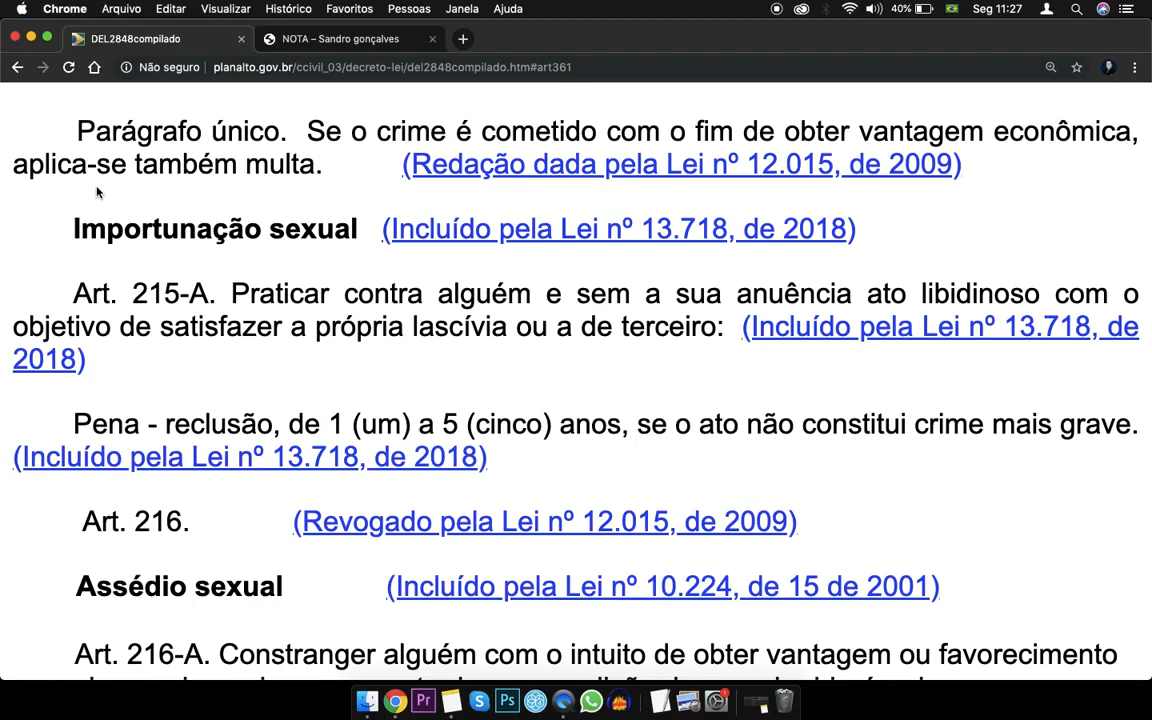 Chrome Arquivo Editar Visualizar Histórico Favoritos Pessoas Janela Ajuda 40% Seg 11:27
DEL2848compilado NOTA – Sandro gonçalves
Não seguro planalto.gov.br/ccivil_03/decreto-lei/del2848compilado.htm#art361
Parágrafo único. Se o crime é cometido com o fim de obter vantagem econômica,
aplica-se também multa. (Redação dada pela Lei nº 12.015, de 2009)
Importunação sexual (Incluído pela Lei nº 13.718, de 2018)
Art. 215-A. Praticar contra alguém e sem a sua anuência ato libidinoso com o
objetivo de satisfazer a própria lascívia ou a de terceiro: (Incluído pela Lei nº 13.718, de
2018)
Pena - reclusão, de 1 (um) a 5 (cinco) anos, se o ato não constitui crime mais grave.
(Incluído pela Lei nº 13.718, de 2018)
Art. 216. (Revogado pela Lei nº 12.015, de 2009)
Assédio sexual (Incluído pela Lei nº 10.224, de 15 de 2001)
Art. 216-A. Constranger alguém com o intuito de obter vantagem ou favorecimento
Pr Ps